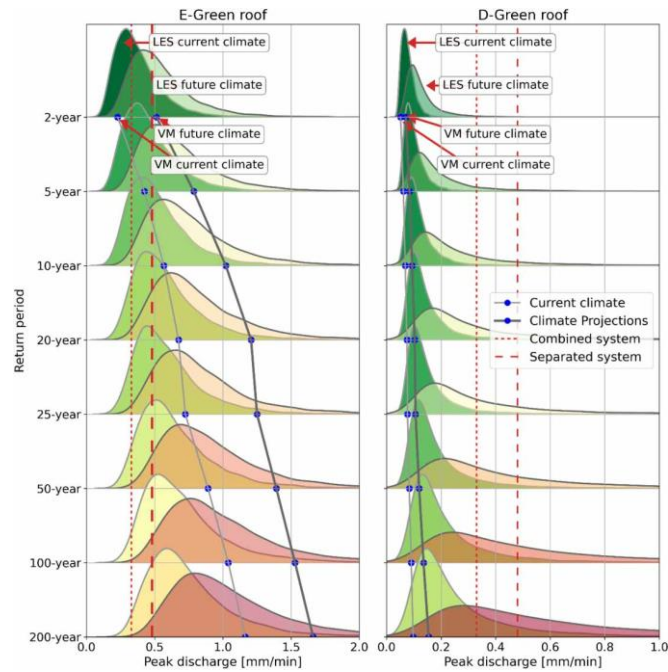 E-Green roof
D-Green roof
LES current climate
LES future climate
VM future climate
VM current climate
LES current climate
LES future climate
VM future climate
VM current climate
Return period
2-year
5-year
10-year
20-year
25-year
50-year
100-year
200-year
Current climate
Climate Projections
Combined system
Separated system
0.0 0.5 1.0 1.5 2.0
0.0 0.2 0.4 0.6 0.8 1.0
Peak discharge [mm/min]
Peak discharge [mm/min]